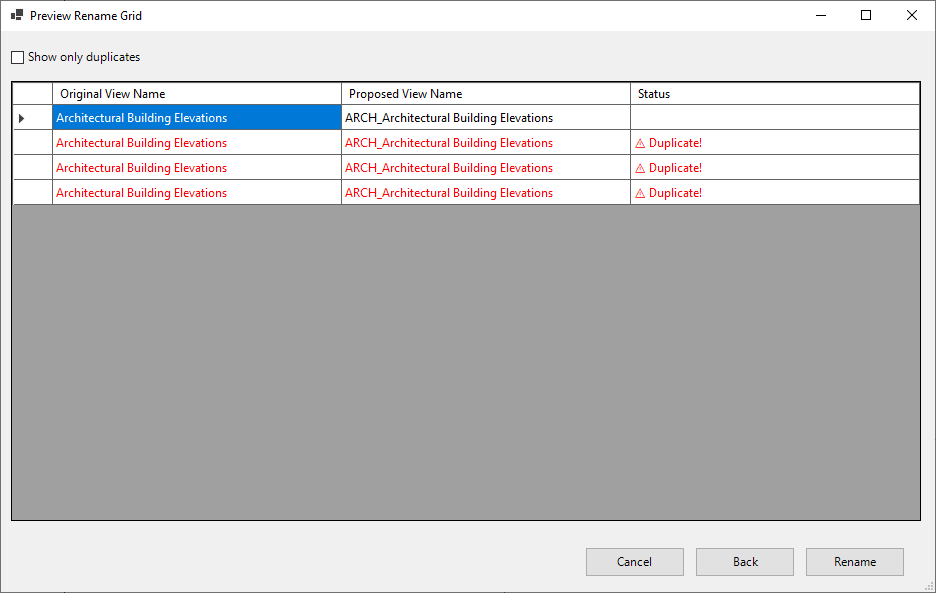 Preview Rename Grid
Show only duplicates
Original View Name Proposed View Name Status
Architectural Building Elevations ARCH_Architectural Building Elevations
Architectural Building Elevations ARCH_Architectural Building Elevations ⚠ Duplicate!
Architectural Building Elevations ARCH_Architectural Building Elevations ⚠ Duplicate!
Architectural Building Elevations ARCH_Architectural Building Elevations ⚠ Duplicate!
Cancel Back Rename